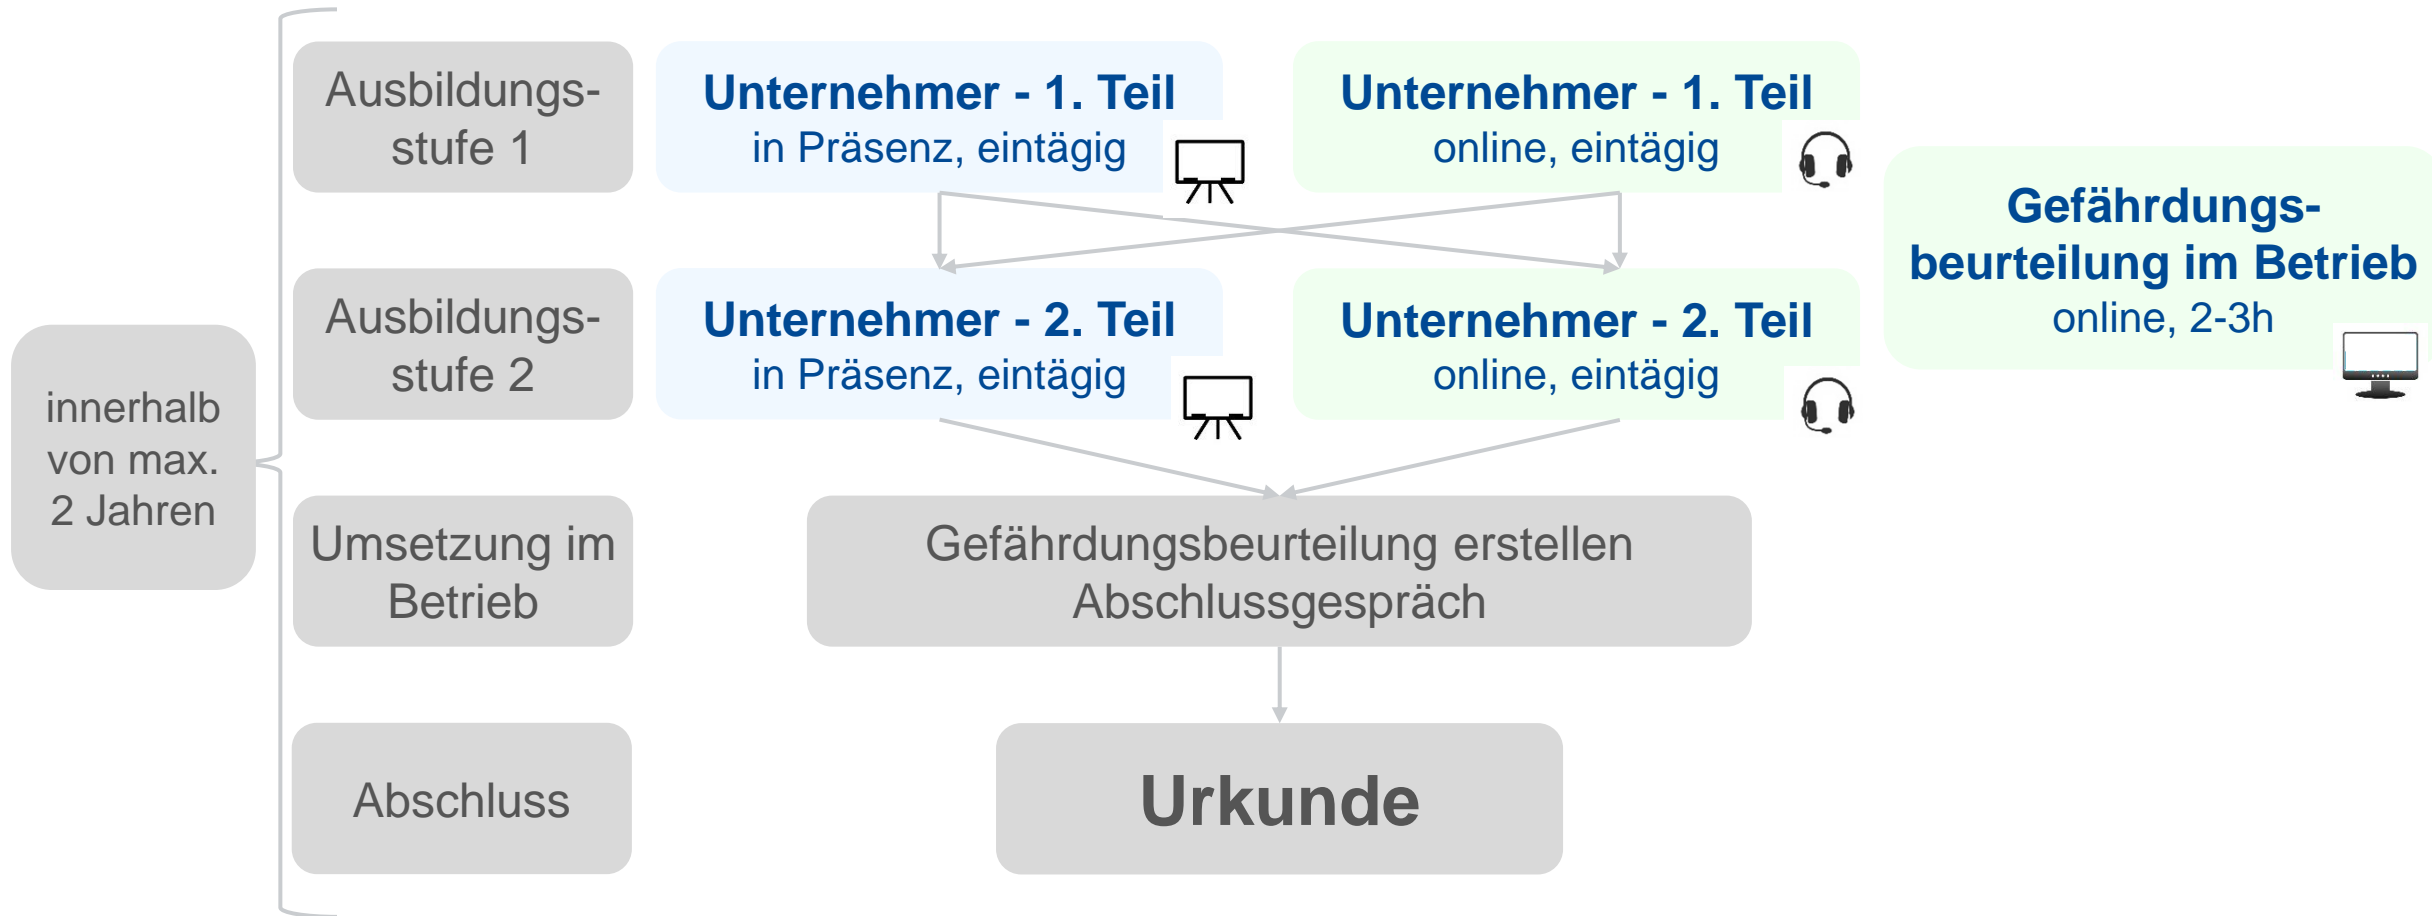 innerhalb
von max.
2 Jahren
Ausbildungs-
stufe 1
Unternehmer - 1. Teil
in Präsenz, eintägig
Unternehmer - 1. Teil
online, eintägig
Gefährdungs-
beurteilung im Betrieb
online, 2-3h
Ausbildungs-
stufe 2
Unternehmer - 2. Teil
in Präsenz, eintägig
Unternehmer - 2. Teil
online, eintägig
Umsetzung im
Betrieb
Gefährdungsbeurteilung erstellen
Abschlussgespräch
Abschluss
Urkunde